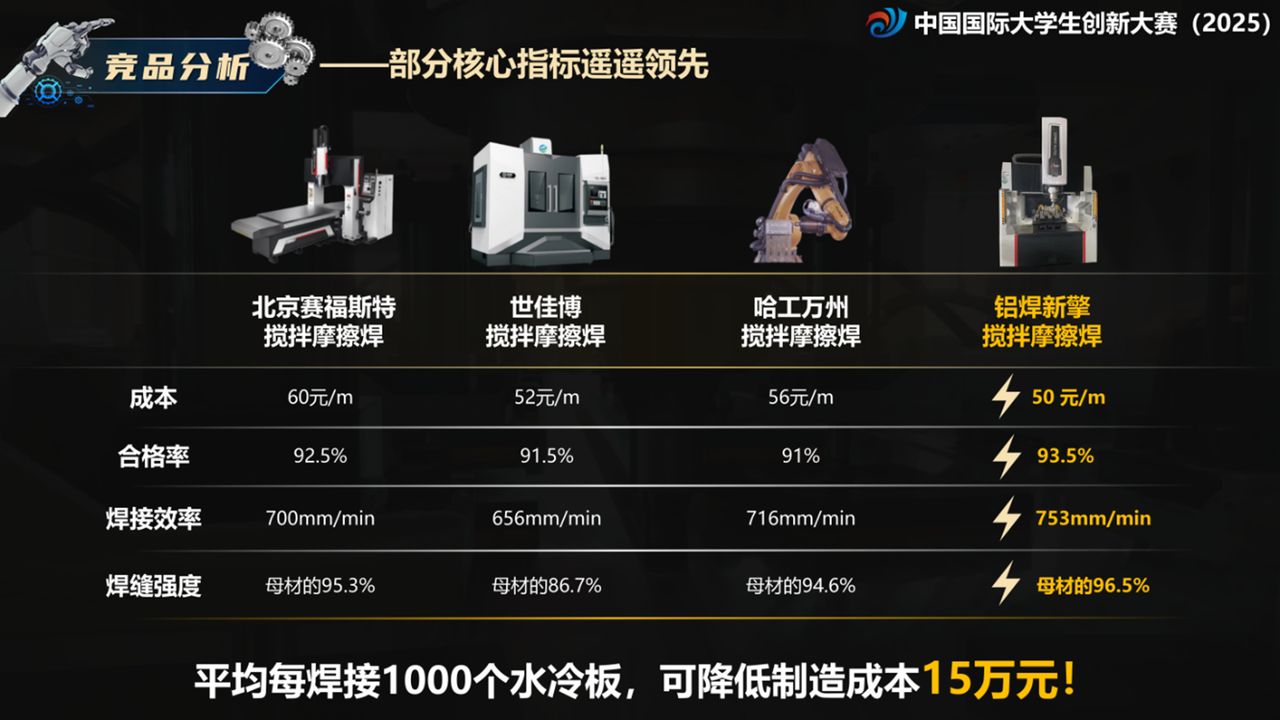 中国国际大学生创新大赛（2025）
竞品分析
——部分核心指标遥遥领先
北京赛福斯特
搅拌摩擦焊
世佳博
搅拌摩擦焊
哈工万州
搅拌摩擦焊
铝焊新擎
搅拌摩擦焊
成本
60元/m
52元/m
56元/m
50 元/m
合格率
92.5%
91.5%
91%
93.5%
焊接效率
700mm/min
656mm/min
716mm/min
753mm/min
焊缝强度
母材的95.3%
母材的86.7%
母材的94.6%
母材的96.5%
平均每焊接1000个水冷板，可降低制造成本15万元！